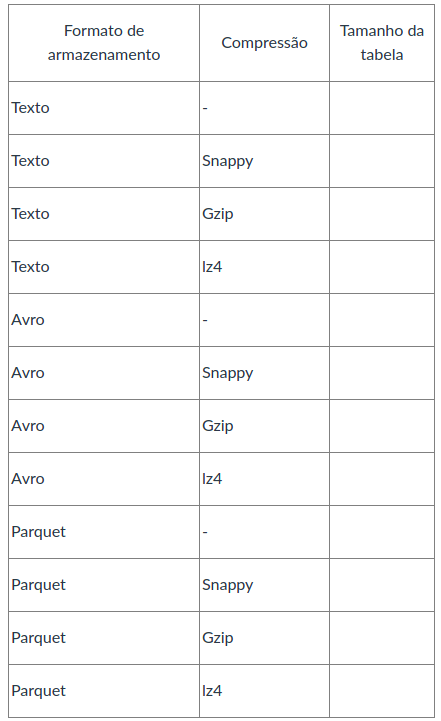 Formato de
armazenamento
Compressão
Tamanho da
tabela
Texto -
Texto Snappy
Texto Gzip
Texto lz4
Avro -
Avro Snappy
Avro Gzip
Avro lz4
Parquet -
Parquet Snappy
Parquet Gzip
Parquet lz4